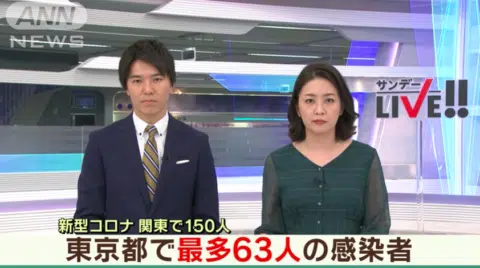 ANN
NEWS
サンデー
LIVE!!
新型コロナ 関東で150人
東京都で最多63人の感染者